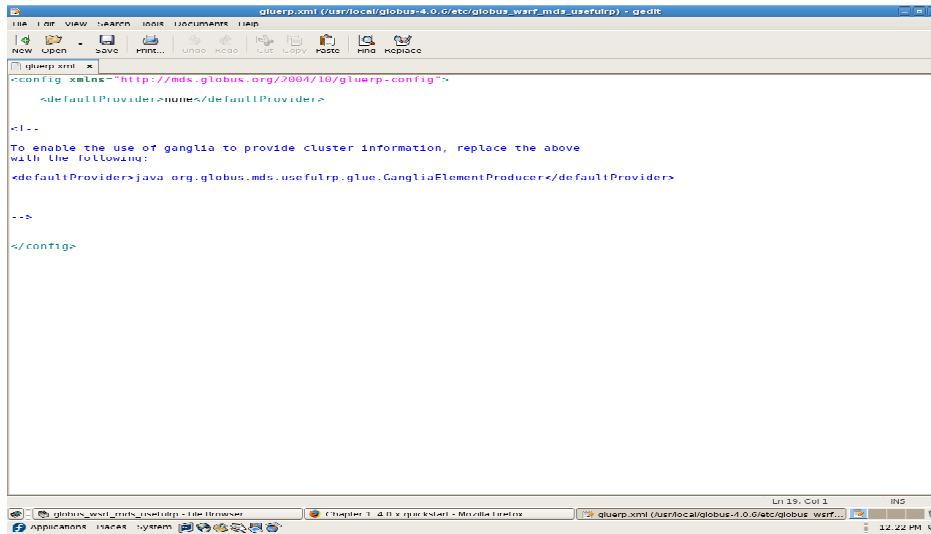 gluerp.xml (/usr/local/globus-4.0.6/etc/globus_wsrf_mds_usefulrp) - gedit
File Edit View Search Tools Documents Help
New Open Save Print... Undo Redo Cut Copy Paste Find Replace
gluerp.xml ×
<config xmlns="http://mds.globus.org/2004/10/gluerp-config">
<defaultProvider>none</defaultProvider>
<!--
To enable the use of ganglia to provide cluster information, replace the above
with the following:
<defaultProvider>java org.globus.mds.usefulrp.glue.GangliaElementProducer</defaultProvider>
-->
</config>
Ln 19, Col 1 INS
globus_wsrf_mds_usefulrp - File Browser
Chapter 1. 4.0.x quickstart - Mozilla Firefox
gluerp.xml (/usr/local/globus-4.0.6/etc/globus_wsrf...
Applications Places System
12:22 PM